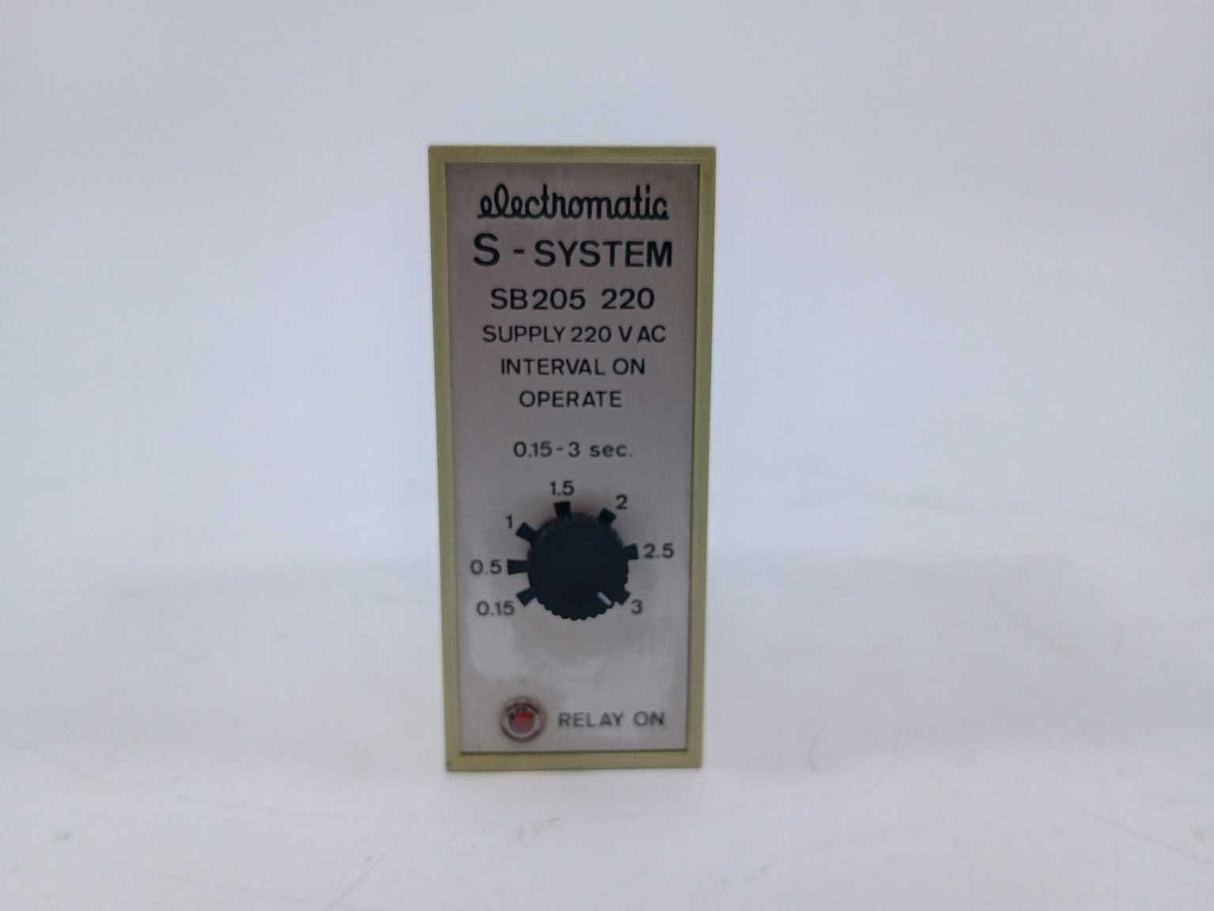 electromatic
S - SYSTEM
SB205 220
SUPPLY 220 V AC
INTERVAL ON
OPERATE
0.15-3 sec.
1.5
2
1
2.5
0.5
0.15
3
RELAY ON